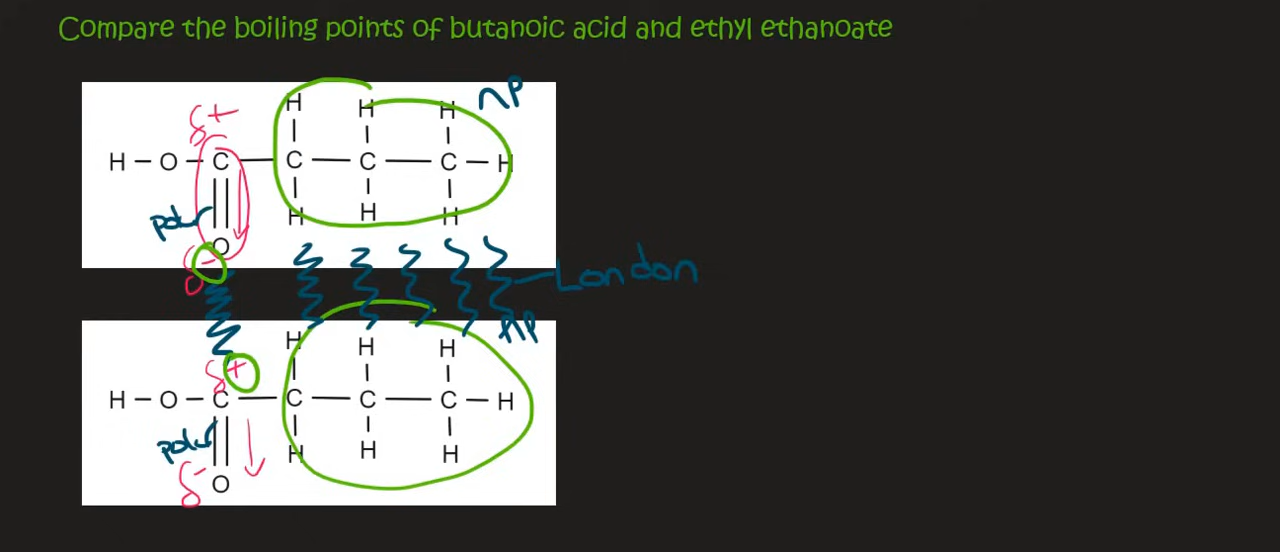 Compare the boiling points of butanoic acid and ethyl ethanoate
H H H np
δ+
H – O – C – C – C – C – H
polar
H H H
O
δ-
London
np
H H H
δ+
H – O – C – C – C – C – H
polar
H H H
δ- O